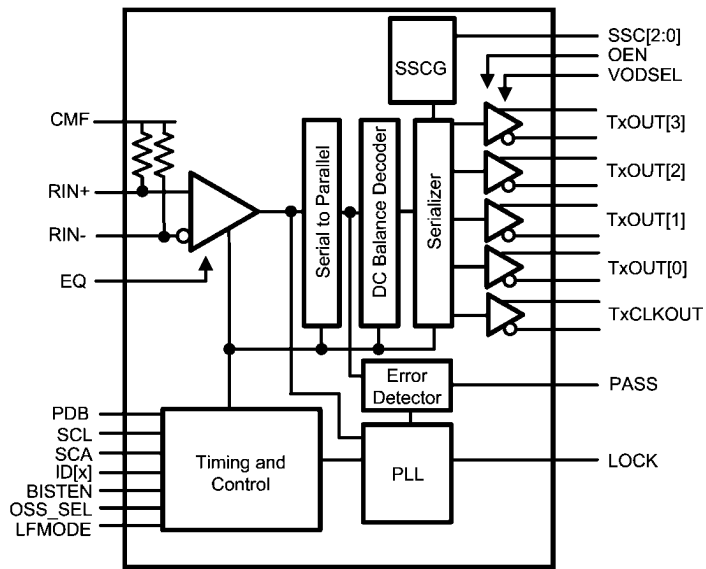 SSC[2:0]
OEN
VODSEL
SSCG
CMF
TxOUT[3]
TxOUT[2]
RIN+
TxOUT[1]
RIN-
TxOUT[0]
EQ
TxCLKOUT
Serial to Parallel
DC Balance Decoder
Serializer
Error
Detector
PASS
PDB
SCL
SCA
ID[x]
BISTEN
OSS_SEL
LFMODE
Timing and
Control
PLL
LOCK